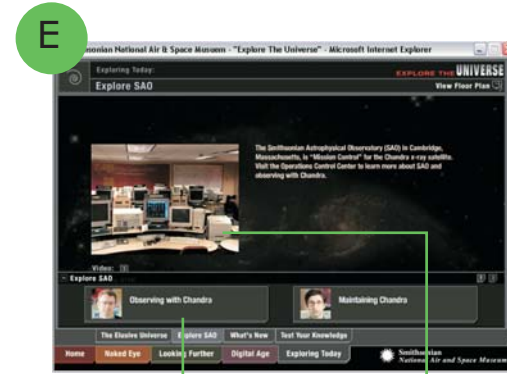 E
onian National Air & Space Musuem - "Explore The Universe" - Microsoft Internet Explorer
Exploring Today:
Explore SAO
EXPLORE THE UNIVERSE
View Floor Plan
The Smithsonian Astrophysical Observatory (SAO) in Cambridge,
Massachusetts, is "Mission Control" for the Chandra x-ray satellite.
Visit the Operations Control Center to learn more about SAO and
observing with Chandra.
Video:
Explore SAO
Observing with Chandra
Maintaining Chandra
The Elusive Universe Explore SAO What's New Test Your Knowledge
Home Naked Eye Looking Further Digital Age Exploring Today
Smithsonian
National Air and Space Museum